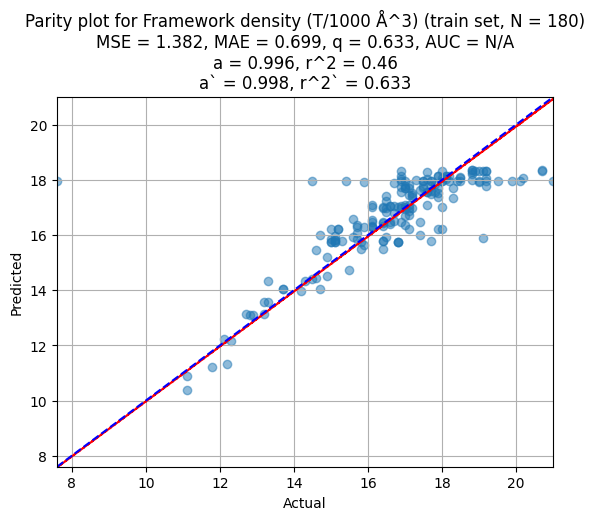 Parity plot for Framework density (T/1000 Å^3) (train set, N = 180)
MSE = 1.382, MAE = 0.699, q = 0.633, AUC = N/A
a = 0.996, r^2 = 0.46
a` = 0.998, r^2` = 0.633
20
18
16
14
12
10
8
Predicted
8 10 12 14 16 18 20
Actual